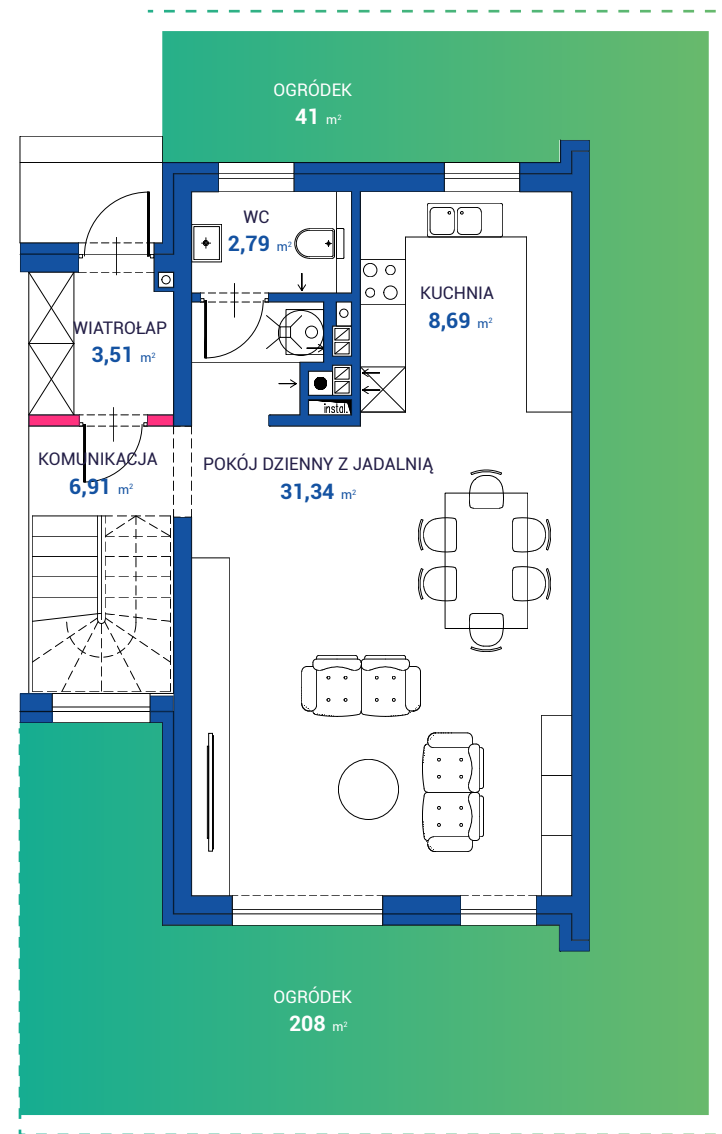 OGRÓDEK
41 m²
WC
2,79 m²
KUCHNIA
8,69 m²
WIATROŁAP
3,51 m²
instal.
KOMUNIKACJA
6,91 m²
POKÓJ DZIENNY Z JADALNIĄ
31,34 m²
OGRÓDEK
208 m²